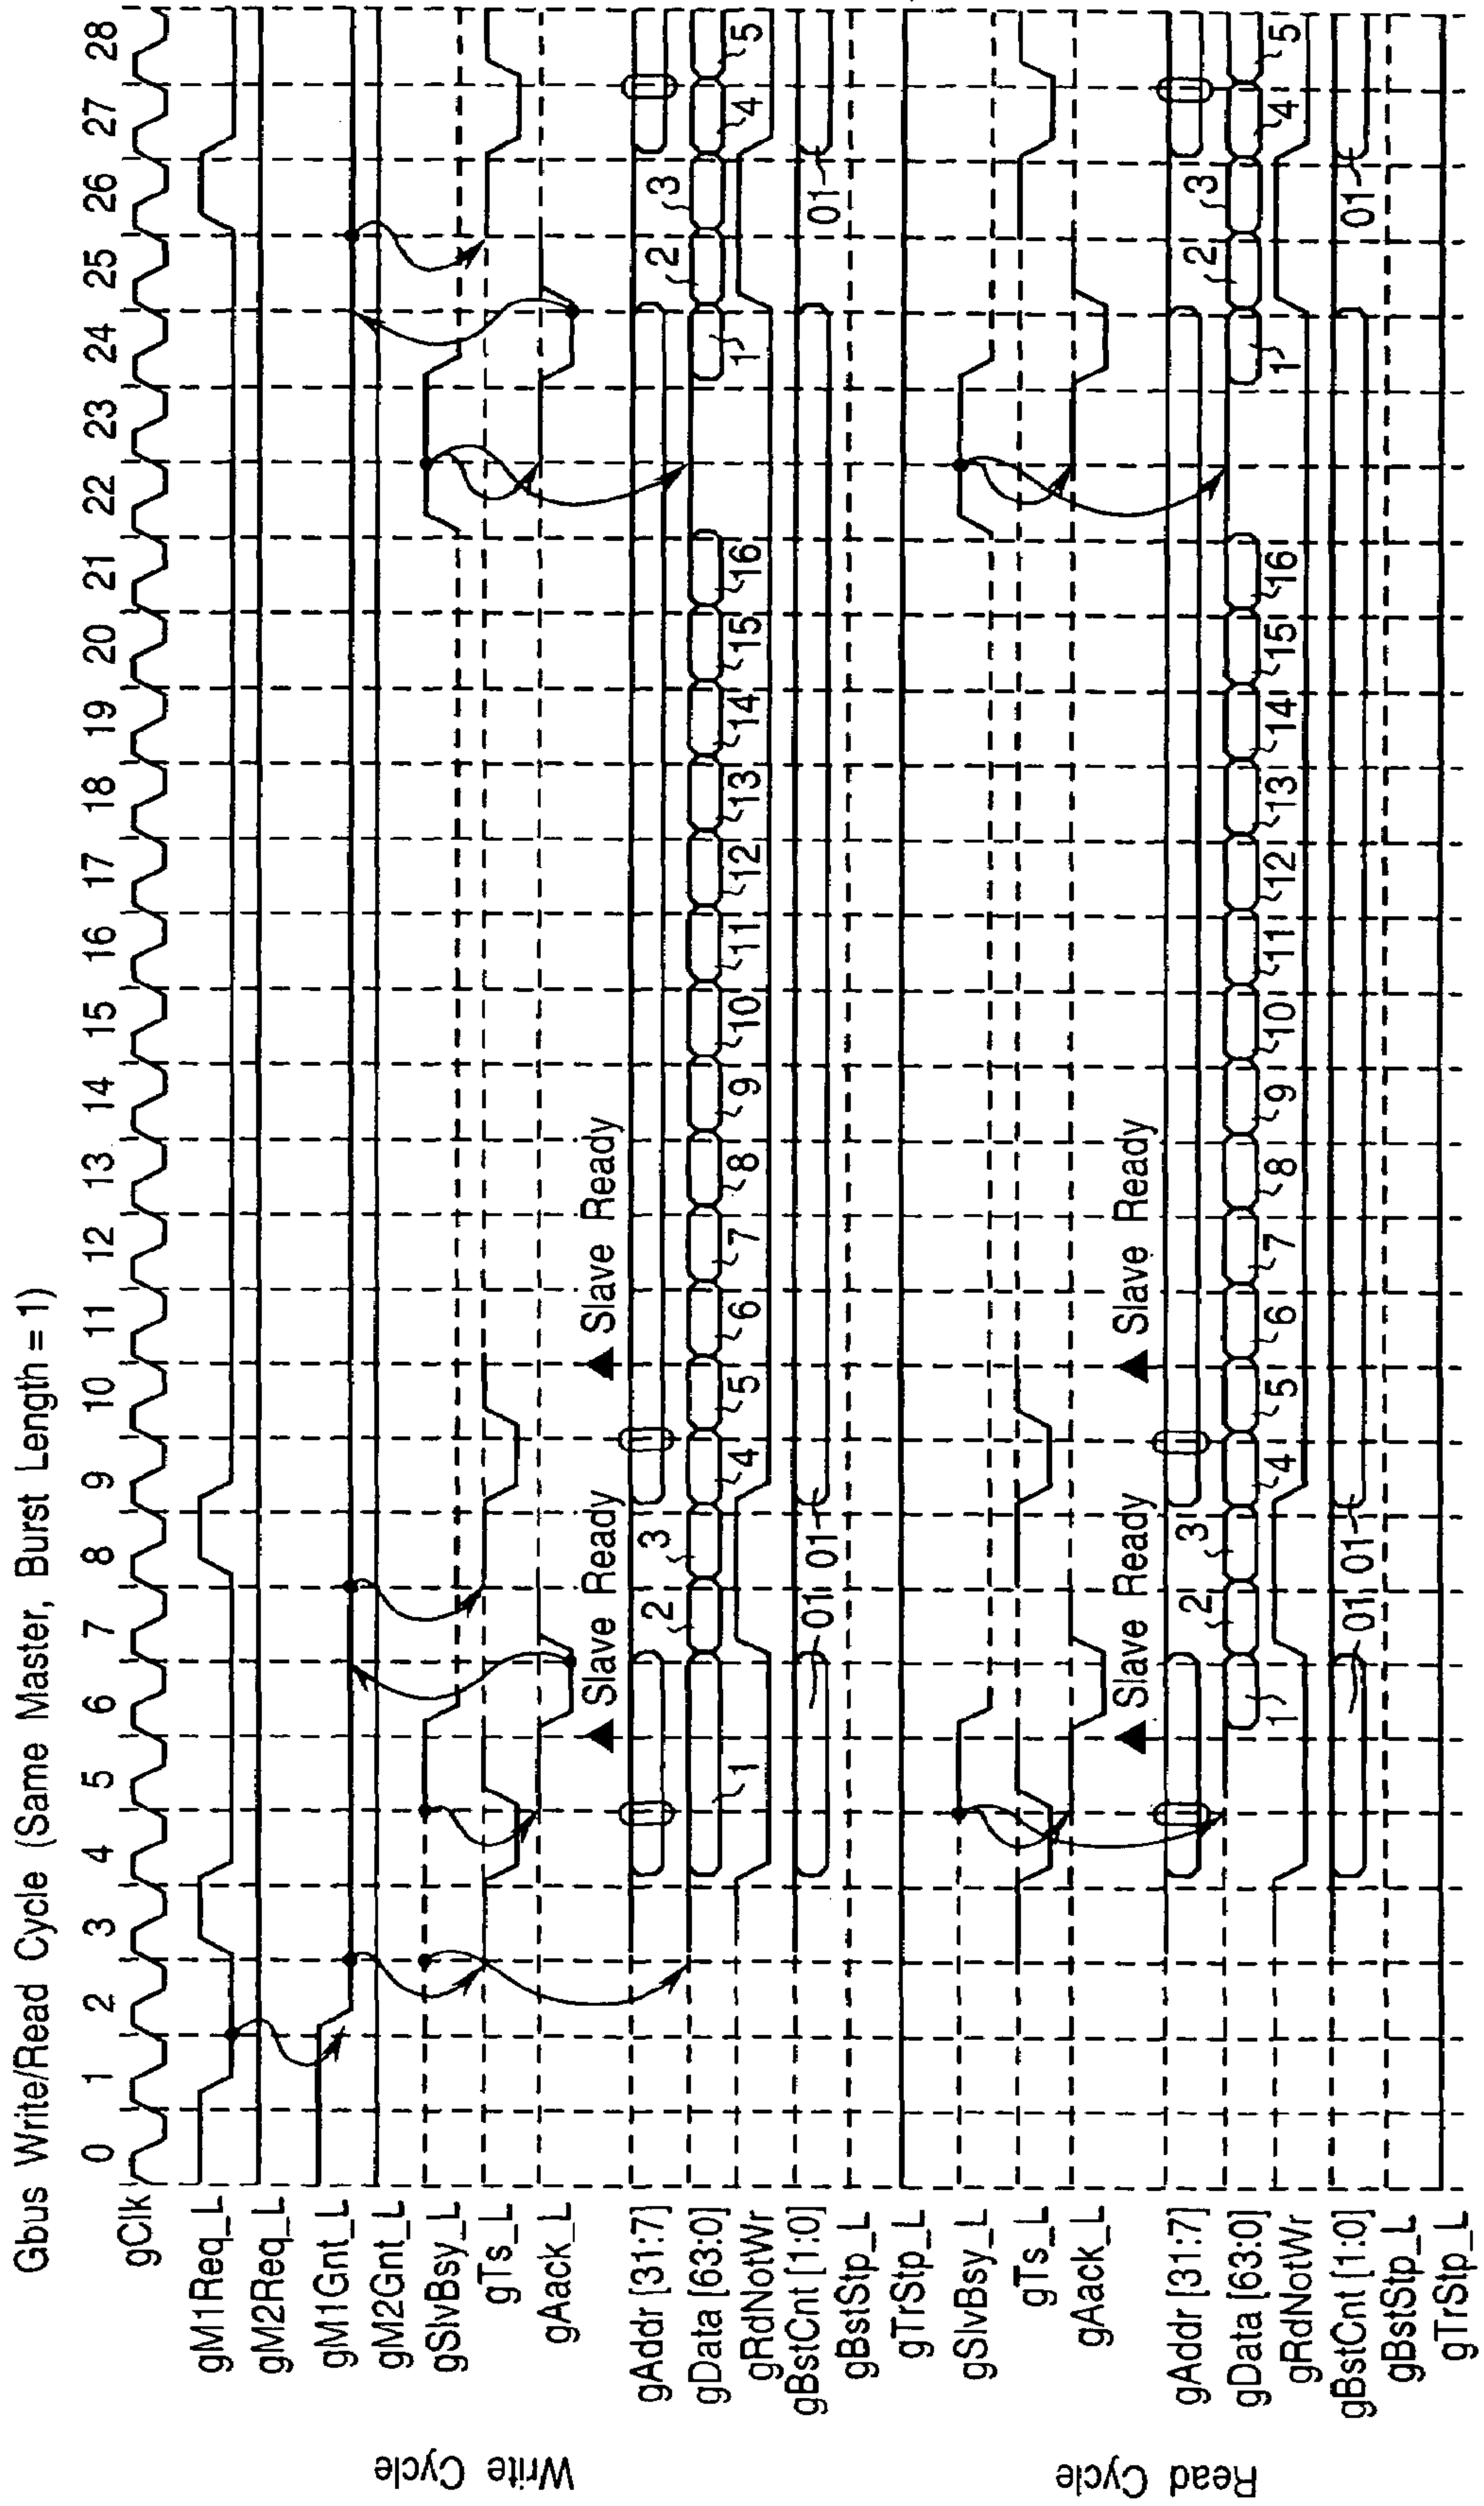 Gbus Write/Read Cycle (Same Master, Burst Length = 1)
0 1 2 3 4 5 6 7 8 9 10 11 12 13 14 15 16 17 18 19 20 21 22 23 24 25 26 27 28
gClk
gM1Req_L
gM2Req_L
gM1Gnt_L
gM2Gnt_L
Write Cycle
gSlvBsy_L
gTs_L
gAack_L
Slave Ready Slave Ready
gAddr [31:7]
2 3 2 3
gData [63:0]
1 4 5 6 7 8 9 10 11 12 13 14 15 16 1 4 5
gRdNotWr
gBstCnt [1:0]
01 01 01
gBstStp_L
gTrStp_L
Read Cycle
gSlvBsy_L
gTs_L
gAack_L
Slave Ready Slave Ready
gAddr [31:7]
2 3 2 3
gData [63:0]
1 4 5 6 7 8 9 10 11 12 13 14 15 16 1 4 5
gRdNotWr
gBstCnt [1:0]
01 01 01
gBstStp_L
gTrStp_L